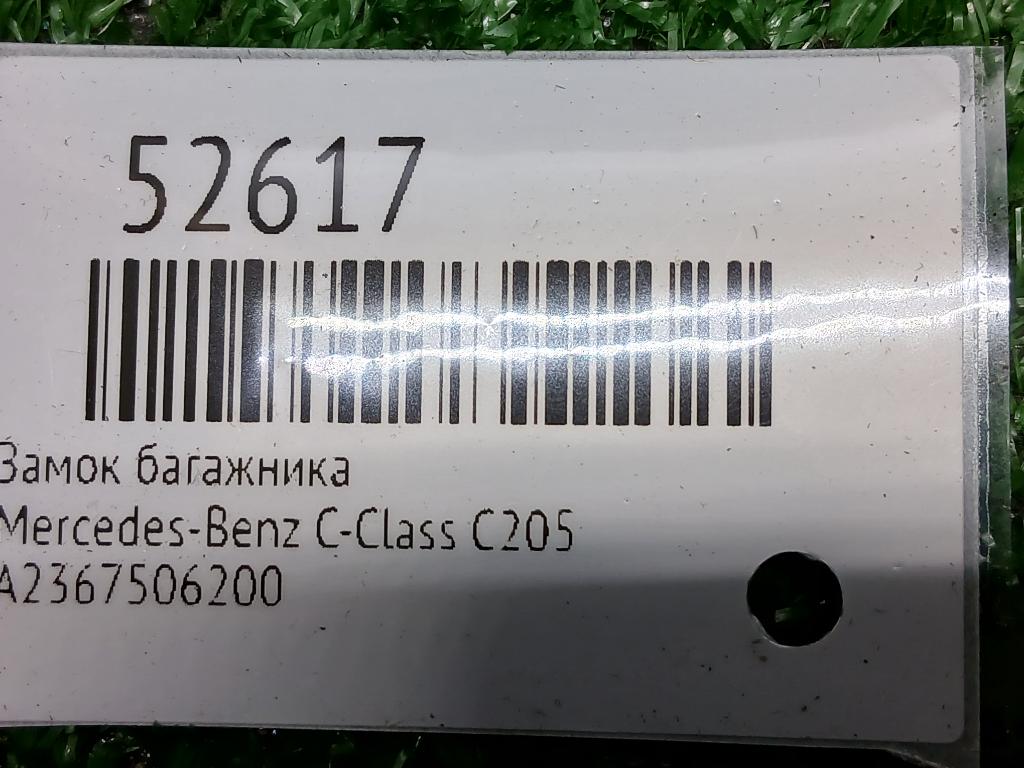 52617
Замок багажника
Mercedes-Benz C-Class C205
A2367506200